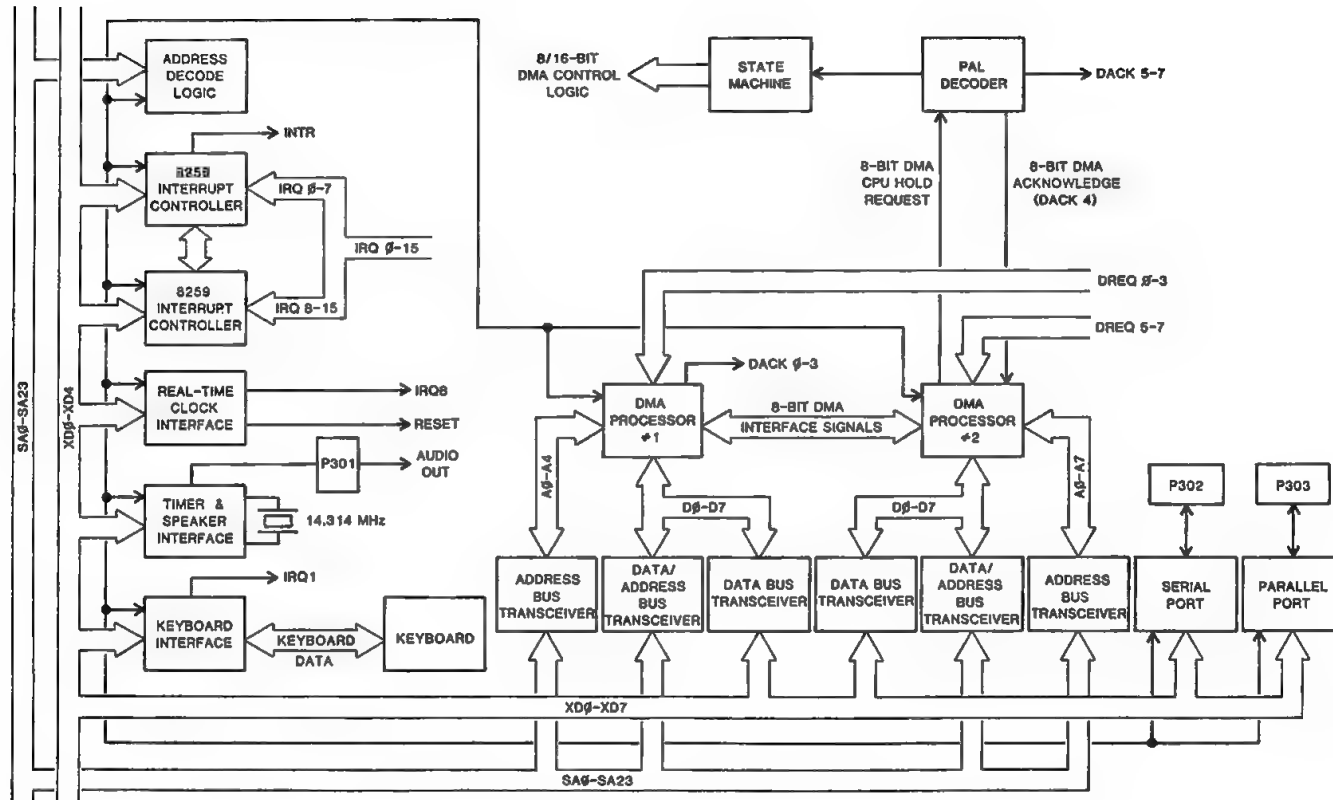 ADDRESS
DECODE
LOGIC
8/16-BIT
DMA CONTROL
LOGIC
STATE
MACHINE
PAL
DECODER
DACK 5-7
INTR
8259
INTERRUPT
CONTROLLER
IRQ Ø-7
IRQ Ø-15
8-BIT DMA
CPU HOLD
REQUEST
8-BIT DMA
ACKNOWLEDGE
(DACK 4)
8259
INTERRUPT
CONTROLLER
IRQ 8-15
DREQ Ø-3
DREQ 5-7
SAØ-SA23
XDØ-XD4
REAL-TIME
CLOCK
INTERFACE
IRQ8
RESET
DACK Ø-3
DMA
PROCESSOR
#1
8-BIT DMA
INTERFACE SIGNALS
DMA
PROCESSOR
#2
P301
AUDIO
OUT
AØ-A4
AØ-A7
TIMER &
SPEAKER
INTERFACE
14.314 MHz
DØ-D7
DØ-D7
P302
P303
IRQ1
KEYBOARD
INTERFACE
KEYBOARD
DATA
KEYBOARD
ADDRESS
BUS
TRANSCEIVER
DATA/
ADDRESS
BUS
TRANSCEIVER
DATA BUS
TRANSCEIVER
DATA BUS
TRANSCEIVER
DATA/
ADDRESS
BUS
TRANSCEIVER
ADDRESS
BUS
TRANSCEIVER
SERIAL
PORT
PARALLEL
PORT
XDØ-XD7
SAØ-SA23